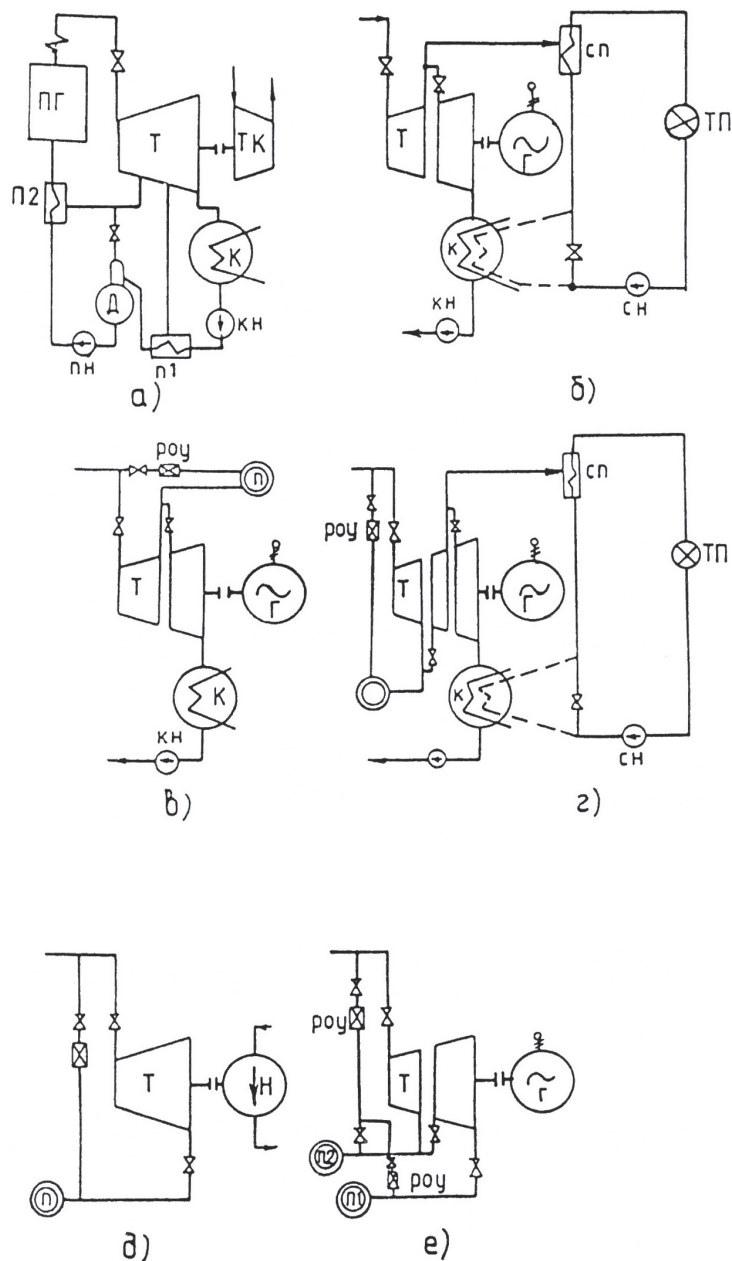 ПГ
Т
ТК
П2
К
Д
КН
ПН
П1
а)
СП
ТП
Т
Г
К
КН
СН
б)
РОУ
П
Т
Г
К
КН
в)
СП
РОУ
Т
ТП
Г
К
СН
г)
Т
Н
П
д)
РОУ
Т
Г
П2
РОУ
П1
е)